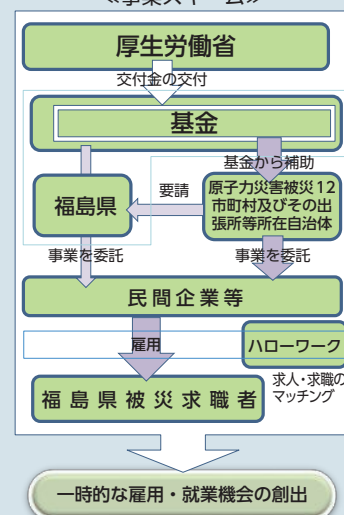 ≪事業スキーム≫
厚生労働省
交付金の交付
基金
基金から補助
福島県
要請
原子力災害被災12
市町村及びその出
張所等所在自治体
事業を委託
事業を委託
民間企業等
雇用
ハローワーク
求人・求職の
マッチング
福島県被災求職者
一時的な雇用・就業機会の創出